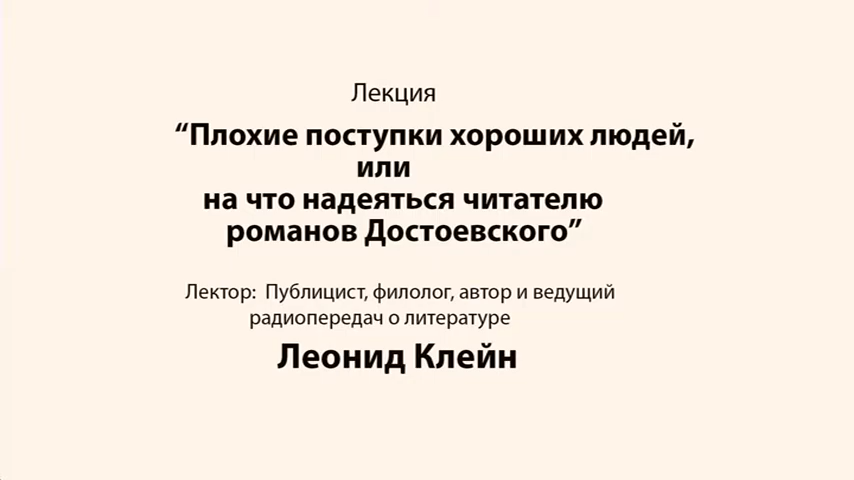 Лекция
“Плохие поступки хороших людей,
или
на что надеяться читателю
романов Достоевского”
Лектор: Публицист, филолог, автор и ведущий
радиопередач о литературе
Леонид Клейн